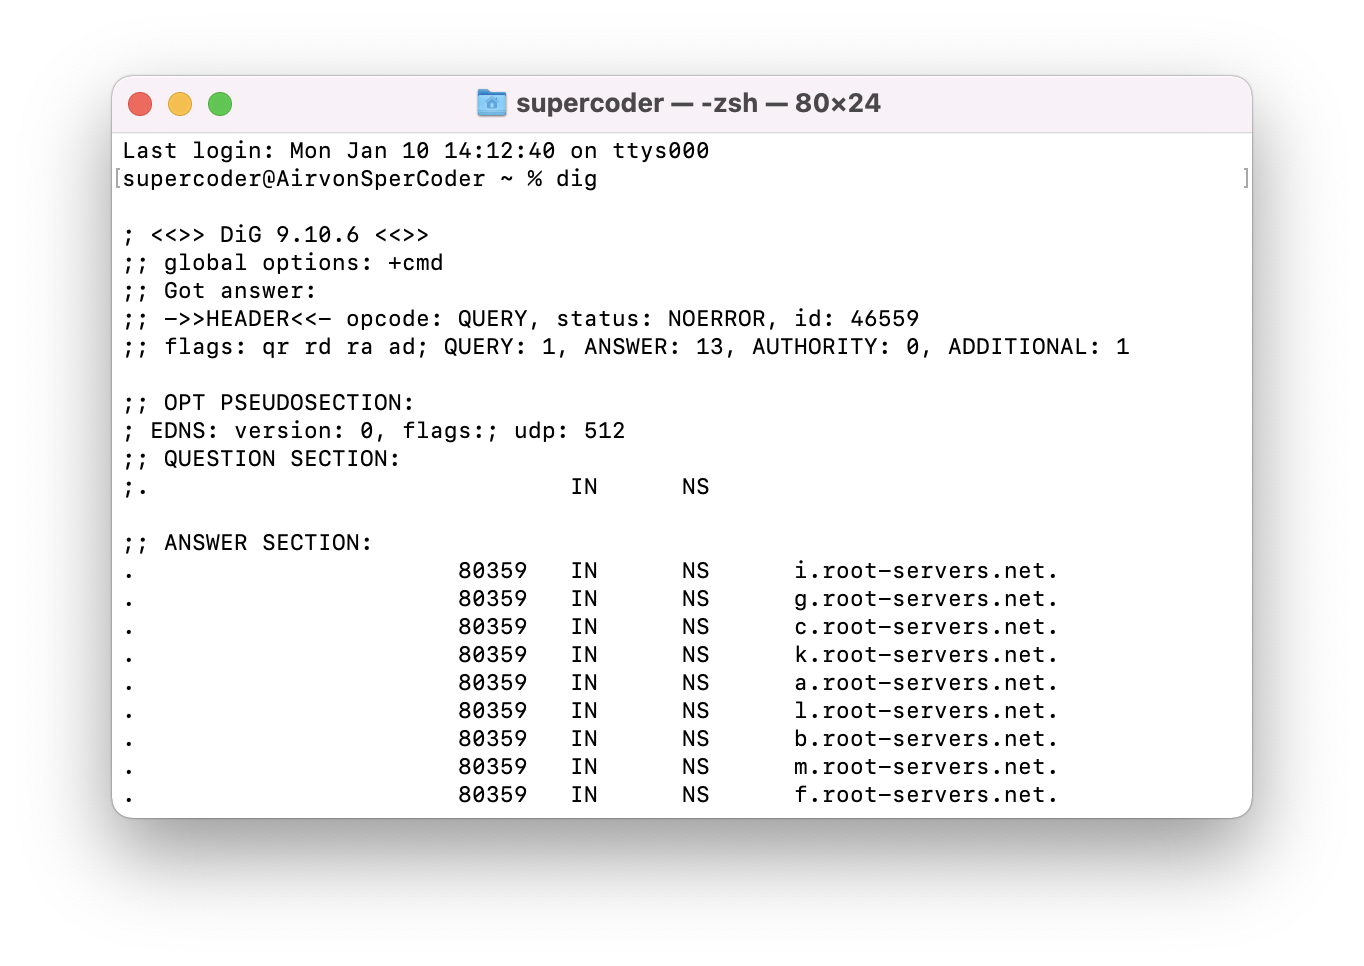 supercoder — -zsh — 80×24
Last login: Mon Jan 10 14:12:40 on ttys000
[supercoder@AirvonSperCoder ~ % dig ]
; <<>> DiG 9.10.6 <<>>
;; global options: +cmd
;; Got answer:
;; ->>HEADER<<- opcode: QUERY, status: NOERROR, id: 46559
;; flags: qr rd ra ad; QUERY: 1, ANSWER: 13, AUTHORITY: 0, ADDITIONAL: 1
;; OPT PSEUDOSECTION:
; EDNS: version: 0, flags:; udp: 512
;; QUESTION SECTION:
;. IN NS
;; ANSWER SECTION:
. 80359 IN NS i.root-servers.net.
. 80359 IN NS g.root-servers.net.
. 80359 IN NS c.root-servers.net.
. 80359 IN NS k.root-servers.net.
. 80359 IN NS a.root-servers.net.
. 80359 IN NS l.root-servers.net.
. 80359 IN NS b.root-servers.net.
. 80359 IN NS m.root-servers.net.
. 80359 IN NS f.root-servers.net.